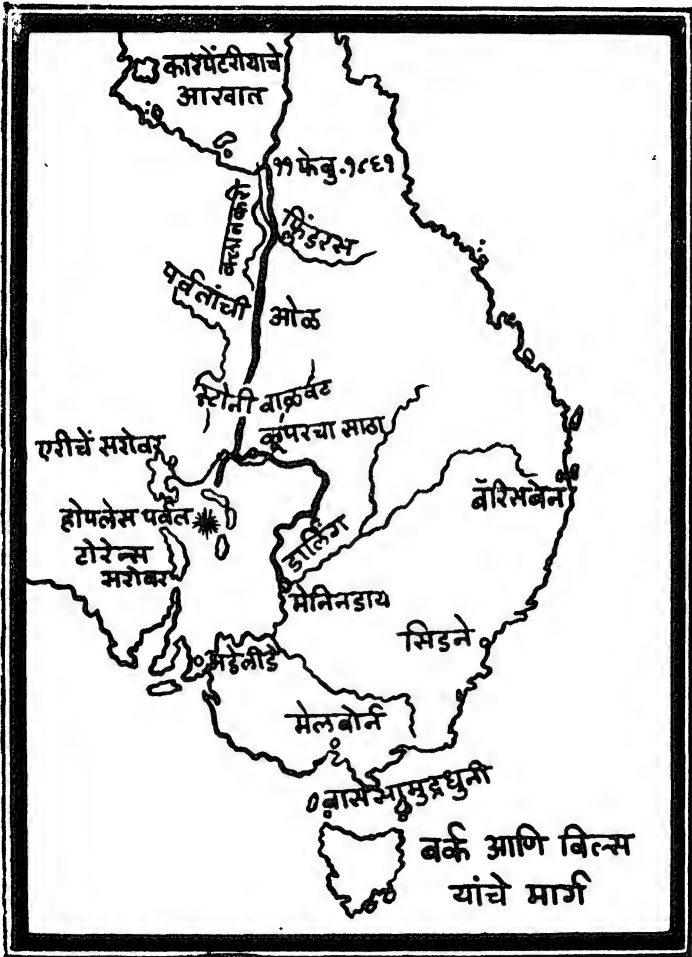 कारपेंटरीयाचे
आखात
११ फेब्रु.१८६१
क्लानकरी
फ्लिंडरस
पर्वतांची ओळ
स्टोनी वाळवंट
कूपरचा साठा
एरीचें सरोवर
होपलेस पर्वत
टोरेन्स
सरोवर
डार्लिंग
मेनिनडाय
बॅरिसबेन
सिडने
अॅडेलीडे
मेलबोर्न
बासेसामुद्रधुनी
बर्क आणि विल्स
यांचे मार्ग